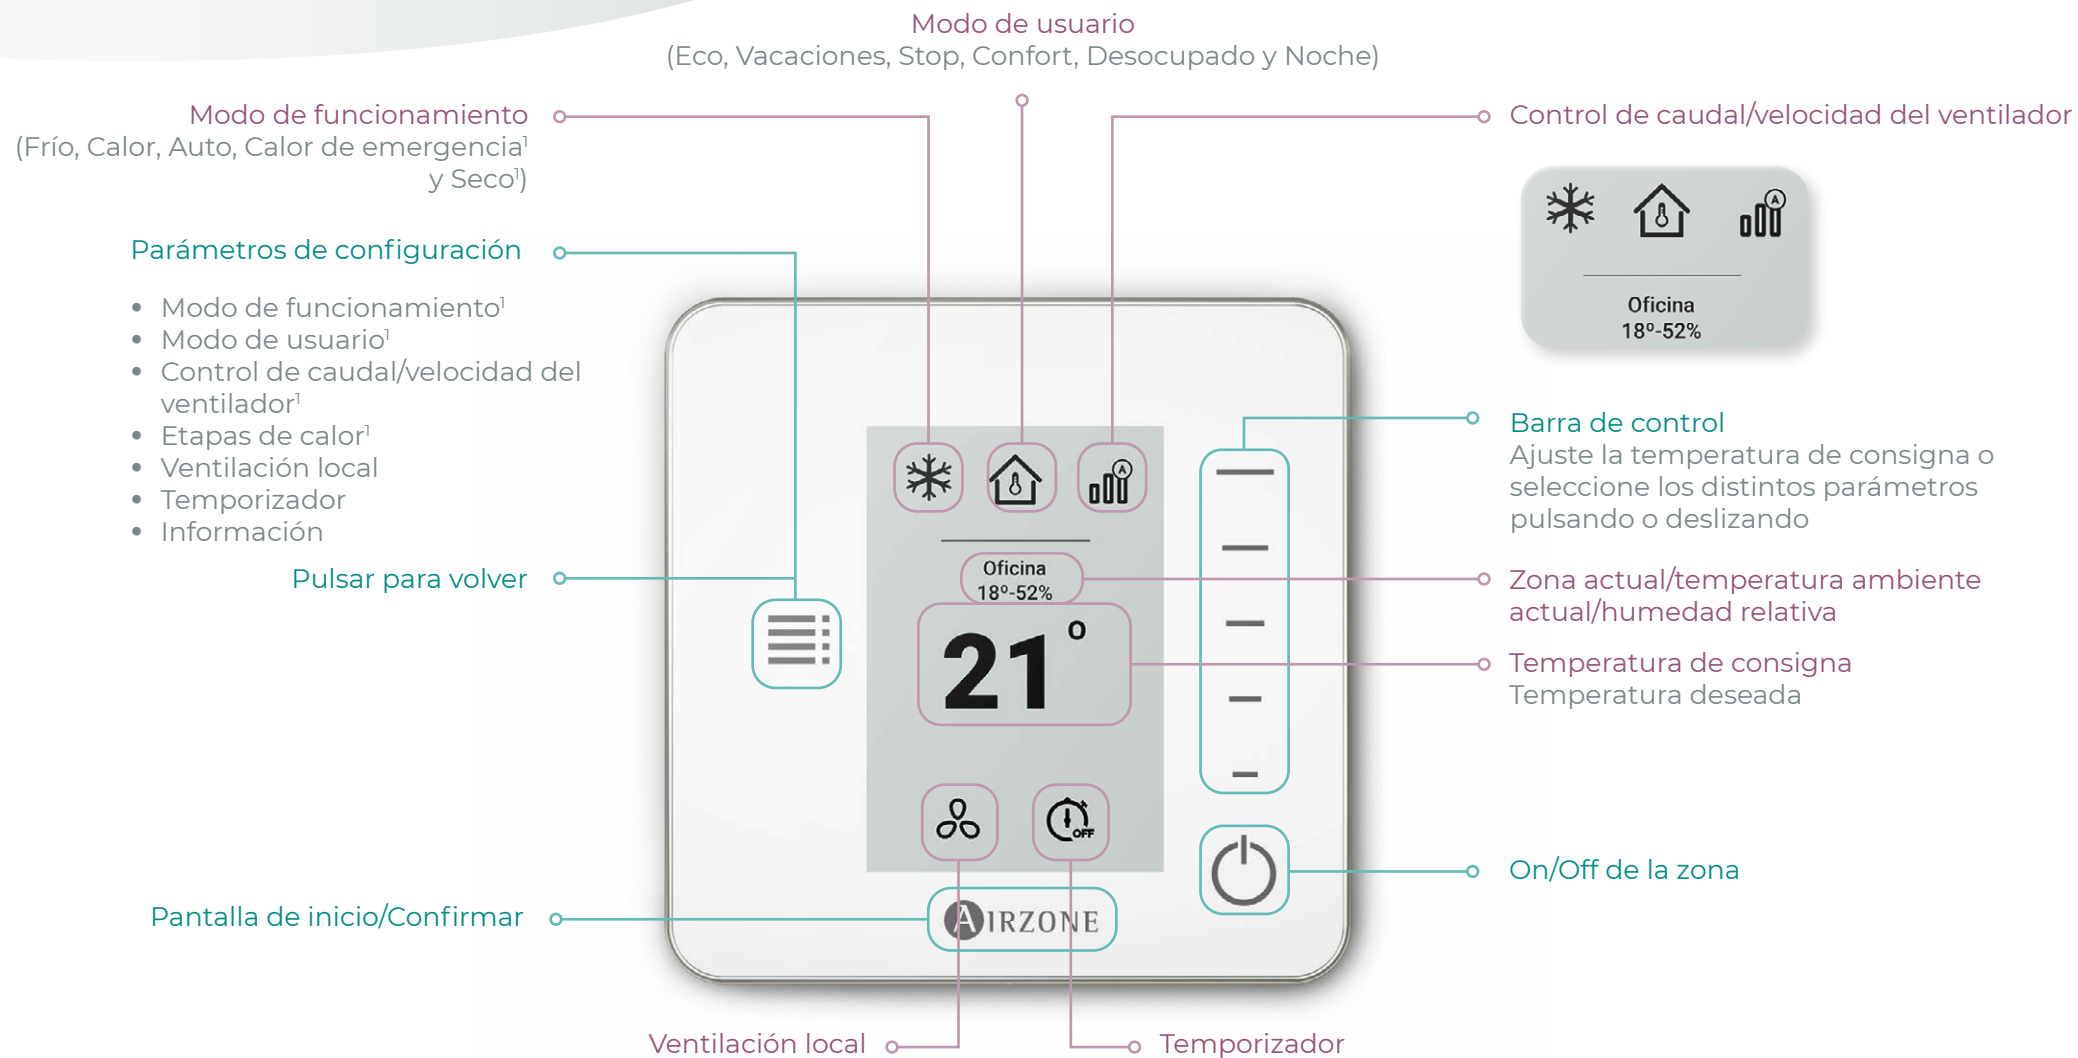 Modo de usuario
(Eco, Vacaciones, Stop, Confort, Desocupado y Noche)
Modo de funcionamiento
(Frío, Calor, Auto, Calor de emergencia¹
y Seco¹)
Control de caudal/velocidad del ventilador
A
Oficina
18º-52%
Parámetros de configuración
• Modo de funcionamiento¹
• Modo de usuario¹
• Control de caudal/velocidad del
ventilador¹
• Etapas de calor¹
• Ventilación local
• Temporizador
• Información
Pulsar para volver
A
Oficina
18º-52%
21º
OFF
AIRZONE
Barra de control
Ajuste la temperatura de consigna o
seleccione los distintos parámetros
pulsando o deslizando
Zona actual/temperatura ambiente
actual/humedad relativa
Temperatura de consigna
Temperatura deseada
On/Off de la zona
Pantalla de inicio/Confirmar
Ventilación local
Temporizador